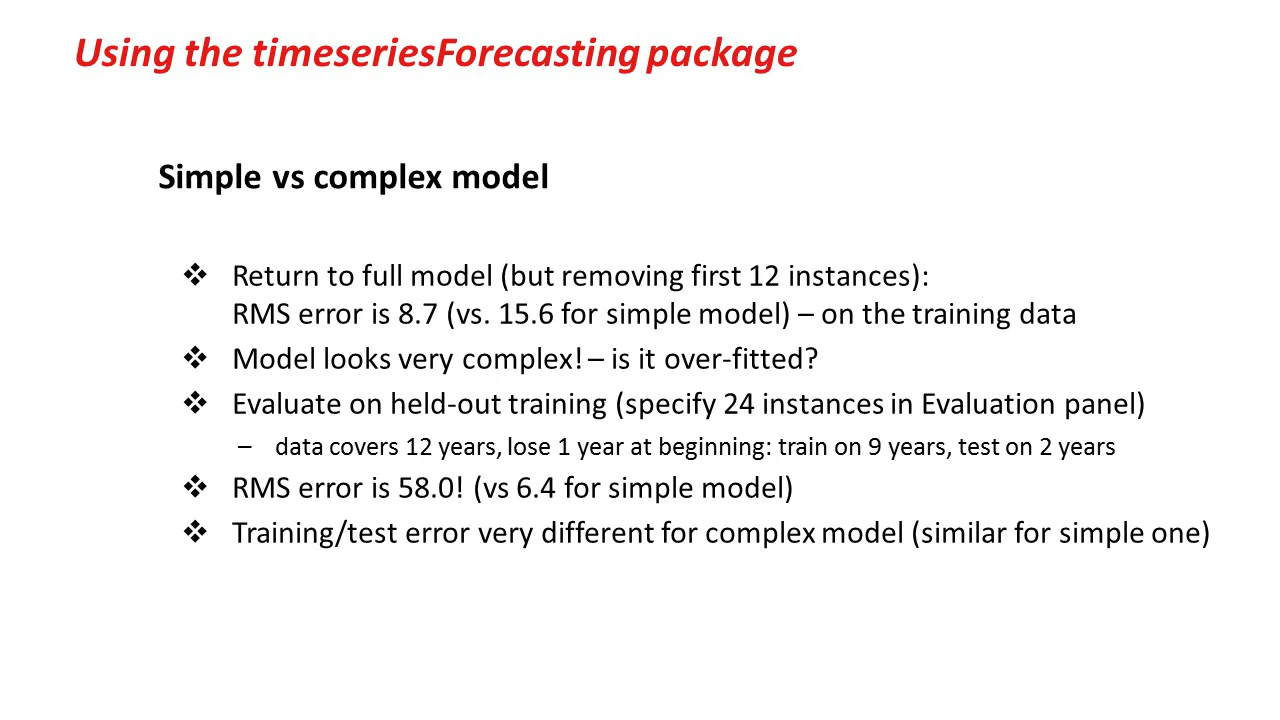 Using the timeseriesForecasting package
Simple vs complex model
❖ Return to full model (but removing first 12 instances):
RMS error is 8.7 (vs. 15.6 for simple model) – on the training data
❖ Model looks very complex! – is it over-fitted?
❖ Evaluate on held-out training (specify 24 instances in Evaluation panel)
– data covers 12 years, lose 1 year at beginning: train on 9 years, test on 2 years
❖ RMS error is 58.0! (vs 6.4 for simple model)
❖ Training/test error very different for complex model (similar for simple one)